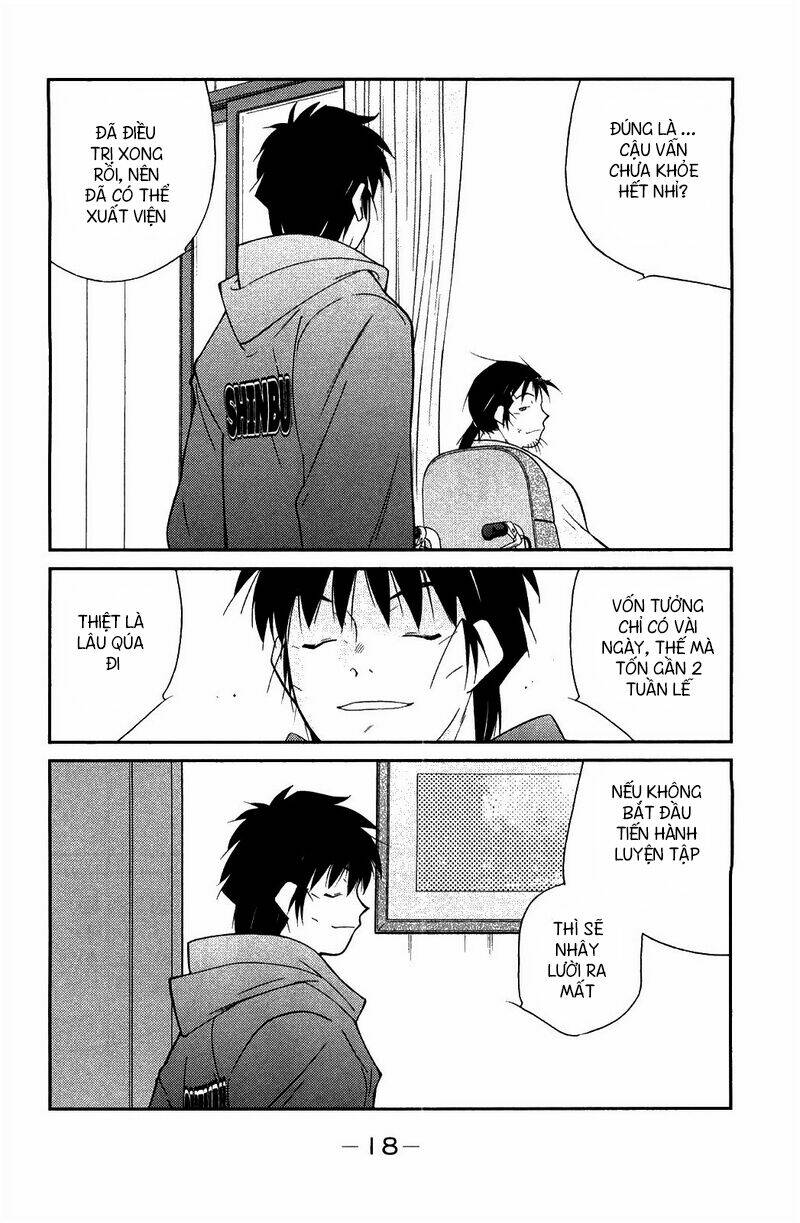 ĐÚNG LÀ ...
CẬU VẪN
CHƯA KHỎE
HẾT NHỈ?
ĐÃ ĐIỀU
TRỊ XONG
RỒI, NÊN
ĐÃ CÓ THỂ
XUẤT VIỆN
SHINBU
VỐN TƯỞNG
CHỈ CÓ VÀI
NGÀY, THẾ MÀ
TỐN GẦN 2
TUẦN LỄ
THIỆT LÀ
LÂU QÚA
ĐI
NẾU KHÔNG
BẮT ĐẦU
TIẾN HÀNH
LUYỆN TẬP
THÌ SẼ
NHÂY
LƯỜI RA
MẤT
-18-